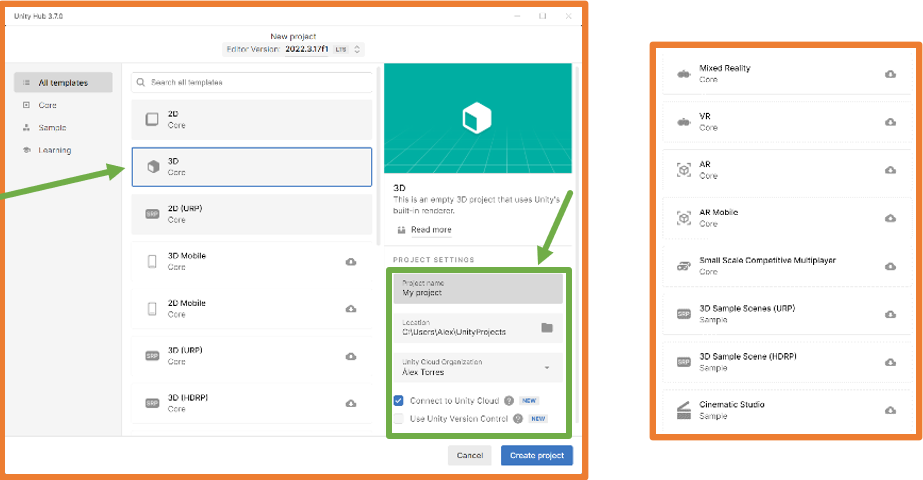 Unity Hub 3.7.0
New project
Editor Version: 2022.3.17f1 LTS
All templates
Core
Sample
Learning
Search all templates
2D
Core
3D
Core
SRP
2D (URP)
Core
3D Mobile
Core
2D Mobile
Core
SRP
3D (URP)
Core
SRP
3D (HDRP)
Core
3D
This is an empty 3D project that uses Unity's
built-in renderer.
Read more
PROJECT SETTINGS
Project name
My project
Location
C:\Users\Alex\UnityProjects
Unity Cloud Organization
Alex Torres
Connect to Unity Cloud ? NEW
Use Unity Version Control ? NEW
Cancel
Create project
Mixed Reality
Core
VR
Core
AR
Core
AR Mobile
Core
Small Scale Competitive Multiplayer
Core
SRP
3D Sample Scenes (URP)
Sample
SRP
3D Sample Scene (HDRP)
Sample
Cinematic Studio
Sample